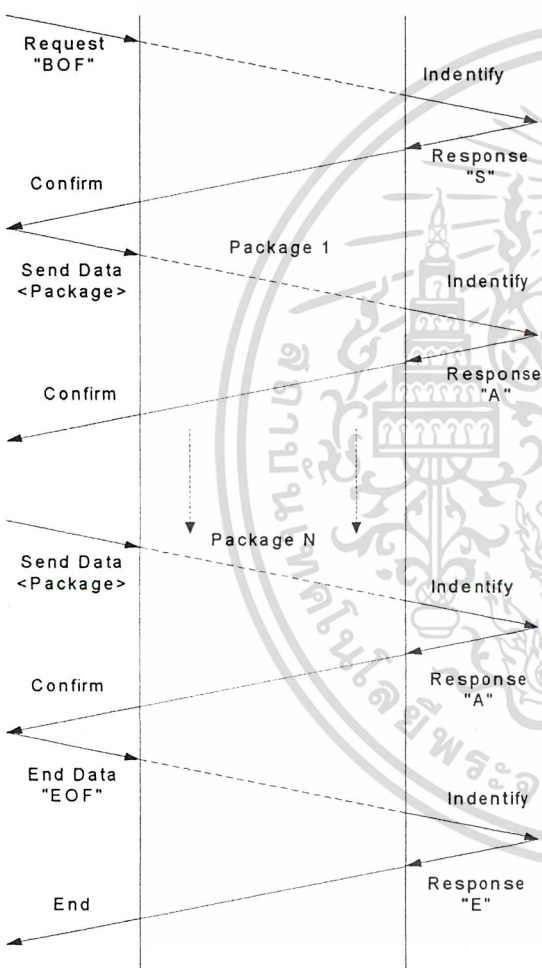 Request
"BOF"
Indentify
Response
"S"
Confirm
Package 1
Send Data
<Package>
Indentify
Response
"A"
Confirm
Package N
Send Data
<Package>
Indentify
Response
"A"
Confirm
End Data
"EOF"
Indentify
Response
"E"
End